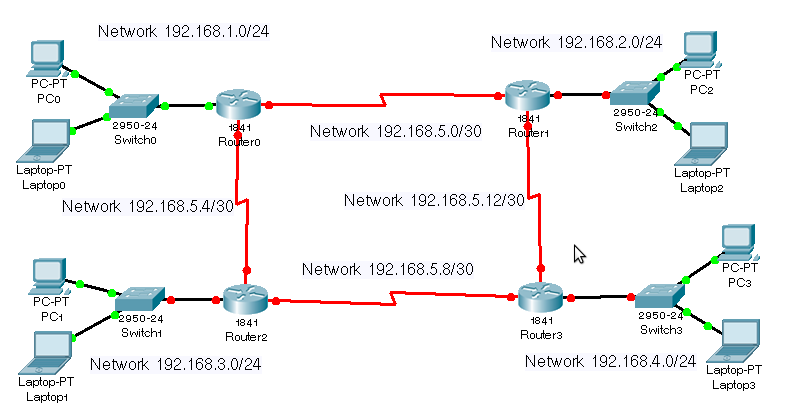 Network 192.168.1.0/24
Network 192.168.2.0/24
PC-PT
PC0
1841
Router0
2950-24
Switch0
Laptop-PT
Laptop0
Network 192.168.5.0/30
1841
Router1
2950-24
Switch2
PC-PT
PC2
Laptop-PT
Laptop2
Network 192.168.5.4/30
Network 192.168.5.12/30
Network 192.168.5.8/30
PC-PT
PC1
2950-24
Switch1
1841
Router2
Laptop-PT
Laptop1
Network 192.168.3.0/24
1841
Router3
2950-24
Switch3
PC-PT
PC3
Laptop-PT
Laptop3
Network 192.168.4.0/24